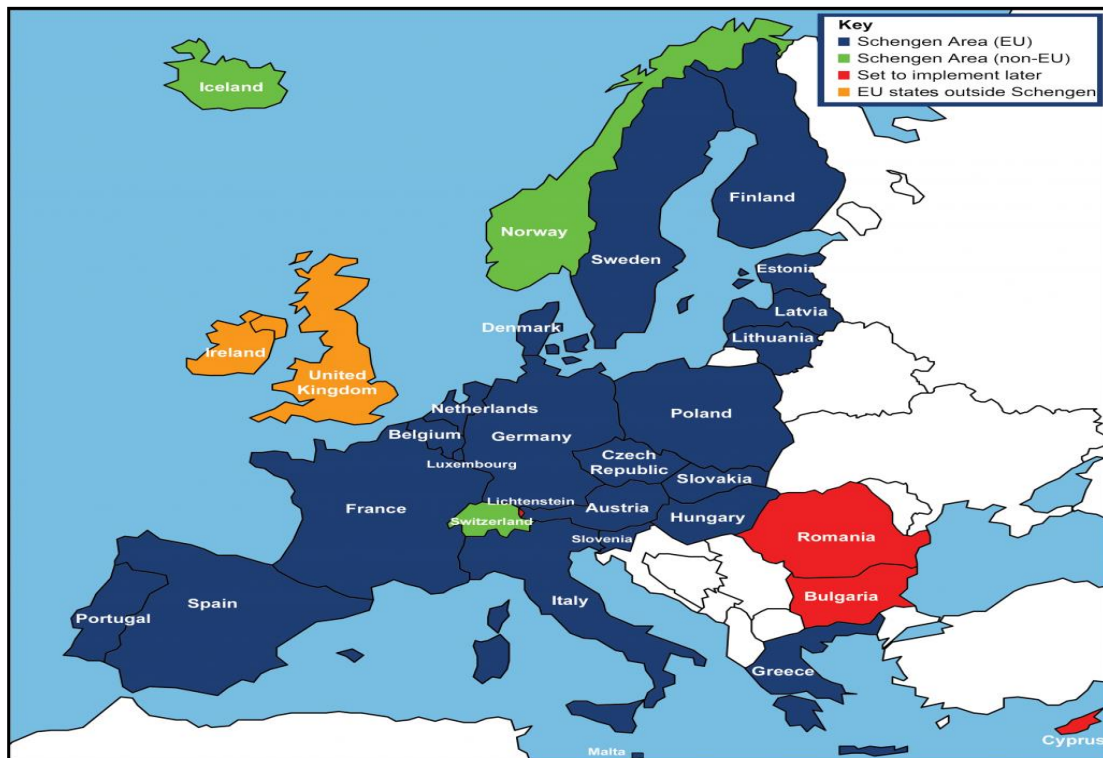 Key
Schengen Area (EU)
Schengen Area (non-EU)
Set to implement later
EU states outside Schengen
Iceland
Finland
Norway
Sweden
Estonia
Latvia
Denmark
Lithuania
Ireland
United
Kingdom
Netherlands
Poland
Belgium
Germany
Czech
Republic
Luxembourg
Slovakia
Lichtenstein
France
Austria
Switzerland
Hungary
Slovenia
Romania
Bulgaria
Spain
Italy
Portugal
Greece
Cyprus
Malta